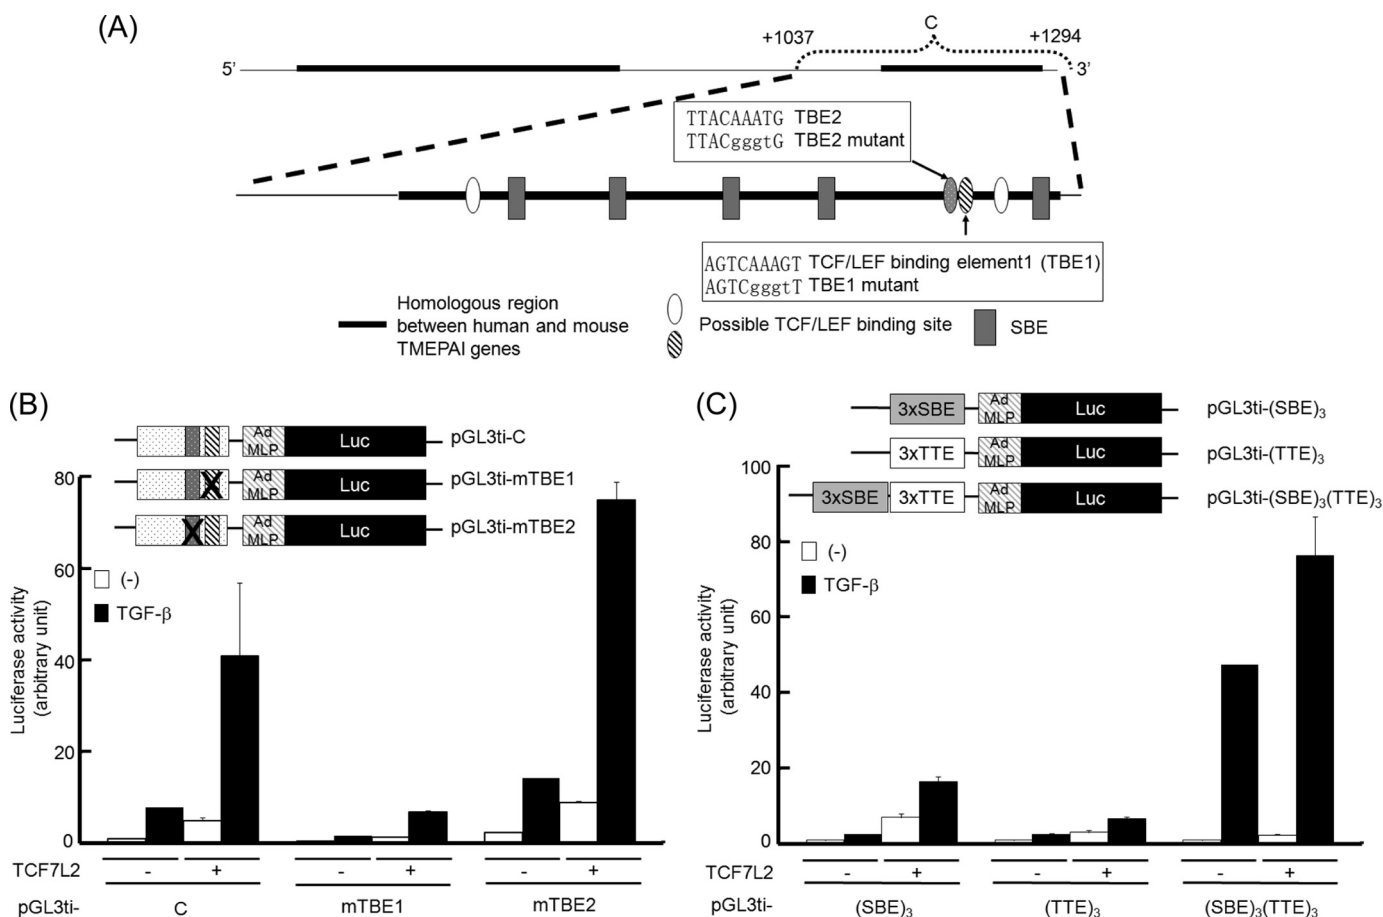 (A)
C
+1037
+1294
5’
3’
TTACAAATG TBE2
TTACgggtG TBE2 mutant
AGTCAAAGT TCF/LEF binding element1 (TBE1)
AGTCgggtT TBE1 mutant
Homologous region
between human and mouse
TMEPAI genes
Possible TCF/LEF binding site
SBE
(B)
Ad
MLP
Luc
pGL3ti-C
pGL3ti-mTBE1
Ad
MLP
Luc
pGL3ti-mTBE2
Ad
MLP
Luc
(-)
TGF-β
Luciferase activity
(arbitrary unit)
80
60
40
20
0
TCF7L2
- + - + - +
pGL3ti- C mTBE1 mTBE2
(C)
3xSBE
Ad
MLP
Luc
pGL3ti-(SBE)3
3xTTE
Ad
MLP
Luc
pGL3ti-(TTE)3
3xSBE
3xTTE
Ad
MLP
Luc
pGL3ti-(SBE)3(TTE)3
(-)
TGF-β
Luciferase activity
(arbitrary unit)
100
80
60
40
20
0
TCF7L2
- + - + - +
pGL3ti- (SBE)3 (TTE)3 (SBE)3(TTE)3